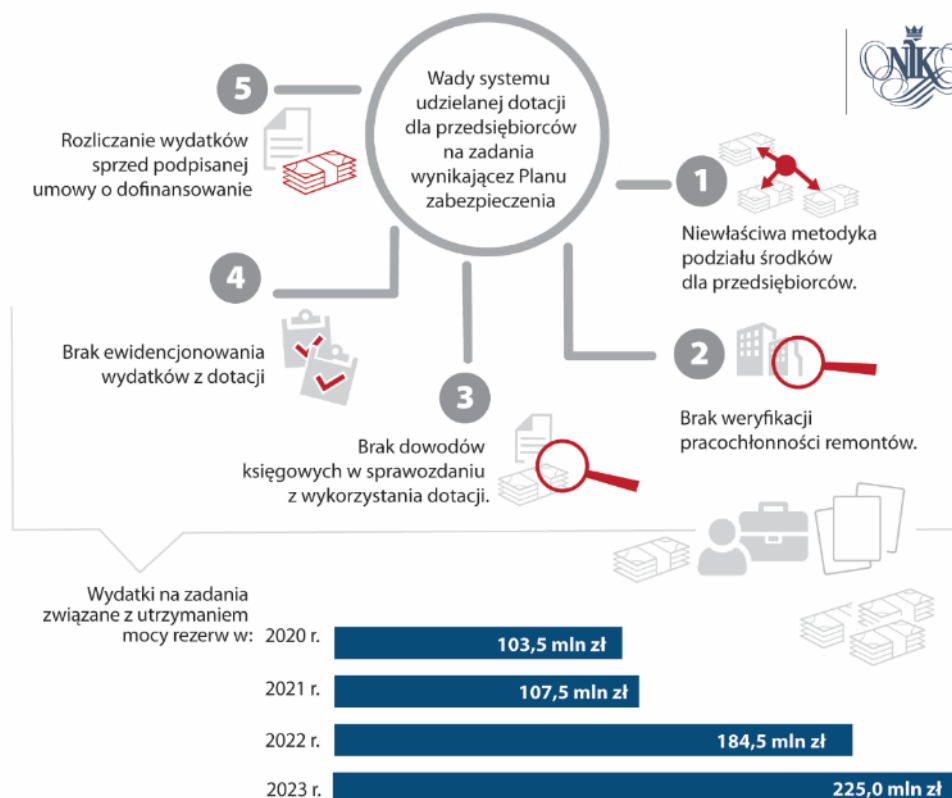 Wady systemu
udzielanej dotacji
dla przedsiębiorców
na zadania
wynikającez Planu
zabezpieczenia
NIK
1
Niewłaściwa metodyka
podziału środków
dla przedsiębiorców.
2
Brak weryfikacji
pracochłonności remontów.
3
Brak dowodów
księgowych w sprawozdaniu
z wykorzystania dotacji.
4
Brak ewidencjonowania
wydatków z dotacji
5
Rozliczanie wydatków
sprzed podpisanej
umowy o dofinansowanie
Wydatki na zadania
związane z utrzymaniem
mocy rezerw w:
2020 r. 103,5 mln zł
2021 r. 107,5 mln zł
2022 r. 184,5 mln zł
2023 r. 225,0 mln zł